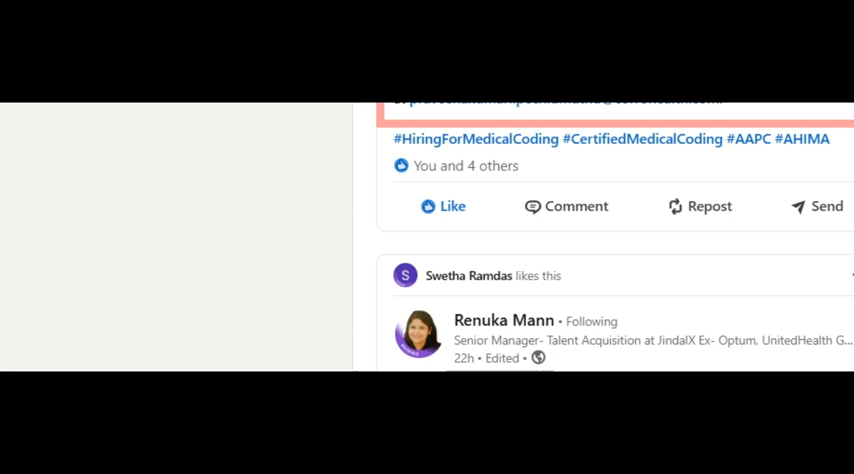 #HiringForMedicalCoding #CertifiedMedicalCoding #AAPC #AHIMA
You and 4 others
Like Comment Repost Send
S Swetha Ramdas likes this
Renuka Mann • Following
Senior Manager- Talent Acquisition at JindalX Ex- Optum, UnitedHealth G...
22h • Edited •